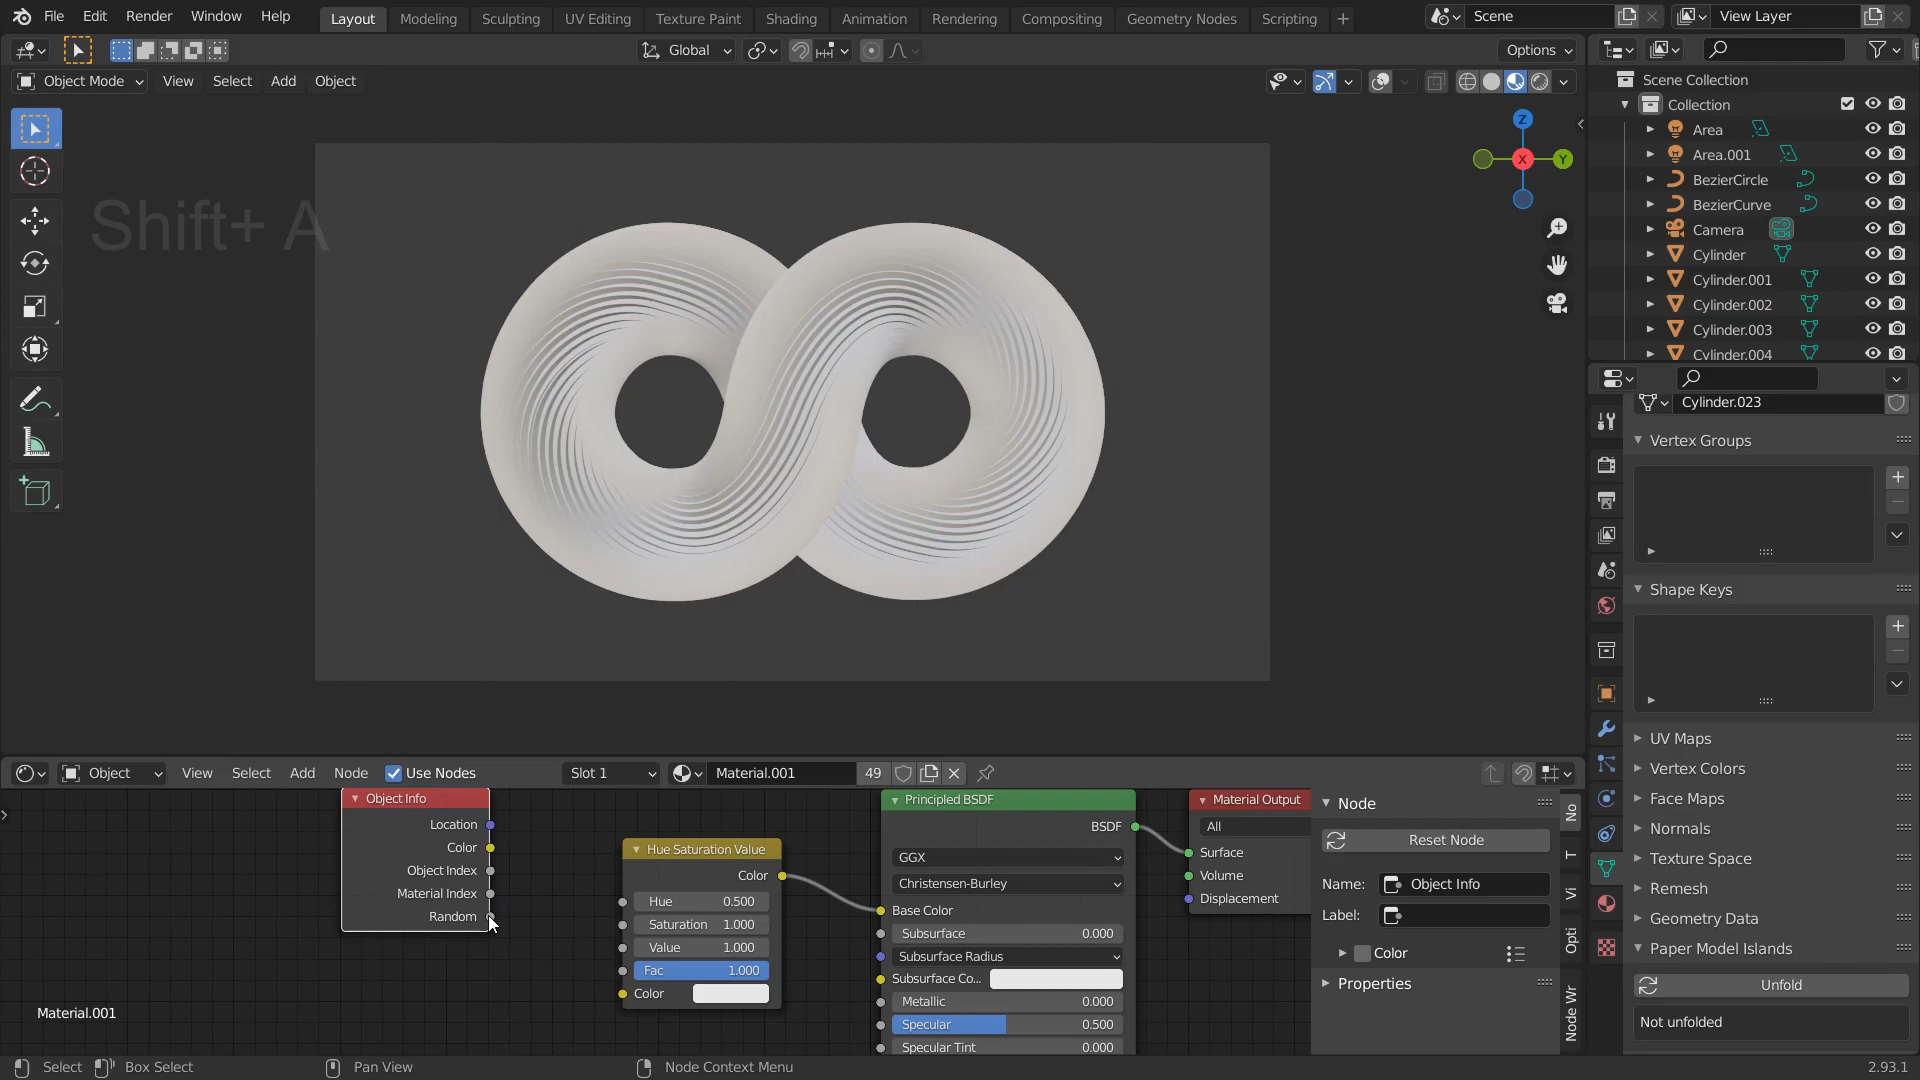 File Edit Render Window Help Layout Modeling Sculpting UV Editing Texture Paint Shading Animation Rendering Compositing Geometry Nodes Scripting + Scene View Layer
Global Options
Object Mode View Select Add Object
Shift+ A
Z
X
Y
Scene Collection
Collection
Area
Area.001
BezierCircle
BezierCurve
Camera
Cylinder
Cylinder.001
Cylinder.002
Cylinder.003
Cylinder.004
Cylinder.023
Vertex Groups
Shape Keys
UV Maps
Vertex Colors
Face Maps
Normals
Texture Space
Remesh
Geometry Data
Paper Model Islands
Unfold
Not unfolded
Object View Select Add Node Use Nodes Slot 1 Material.001 49
Object Info
Location
Color
Object Index
Material Index
Random
Hue Saturation Value
Color
Hue 0.500
Saturation 1.000
Value 1.000
Fac 1.000
Color
Principled BSDF
BSDF
GGX
Christensen-Burley
Base Color
Subsurface 0.000
Subsurface Radius
Subsurface Co...
Metallic 0.000
Specular 0.500
Specular Tint 0.000
Material Output
All
Surface
Volume
Displacement
Node
Reset Node
Name: Object Info
Label:
Color
Properties
No
T
Vi
Opti
Node Wr
Material.001
Select Box Select Pan View Node Context Menu 2.93.1